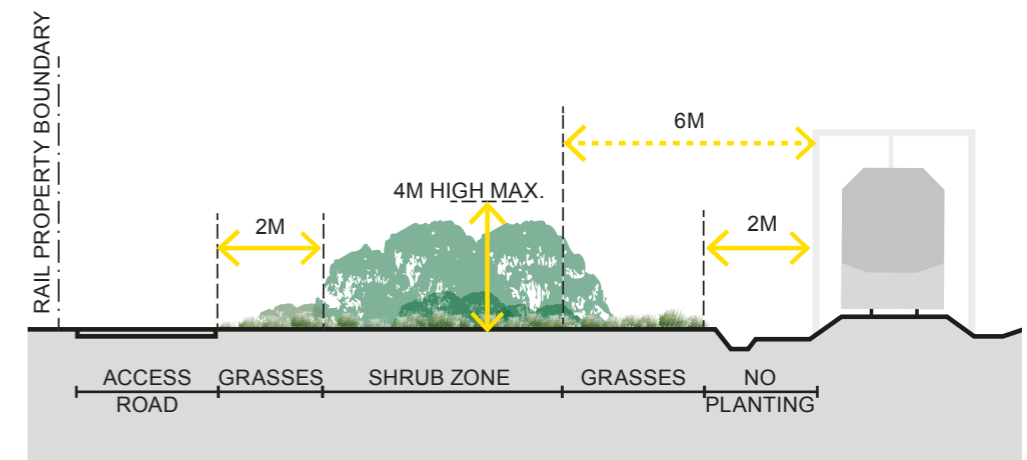 RAIL PROPERTY BOUNDARY
6M
4M HIGH MAX.
2M
2M
ACCESS
ROAD
GRASSES
SHRUB ZONE
GRASSES
NO
PLANTING